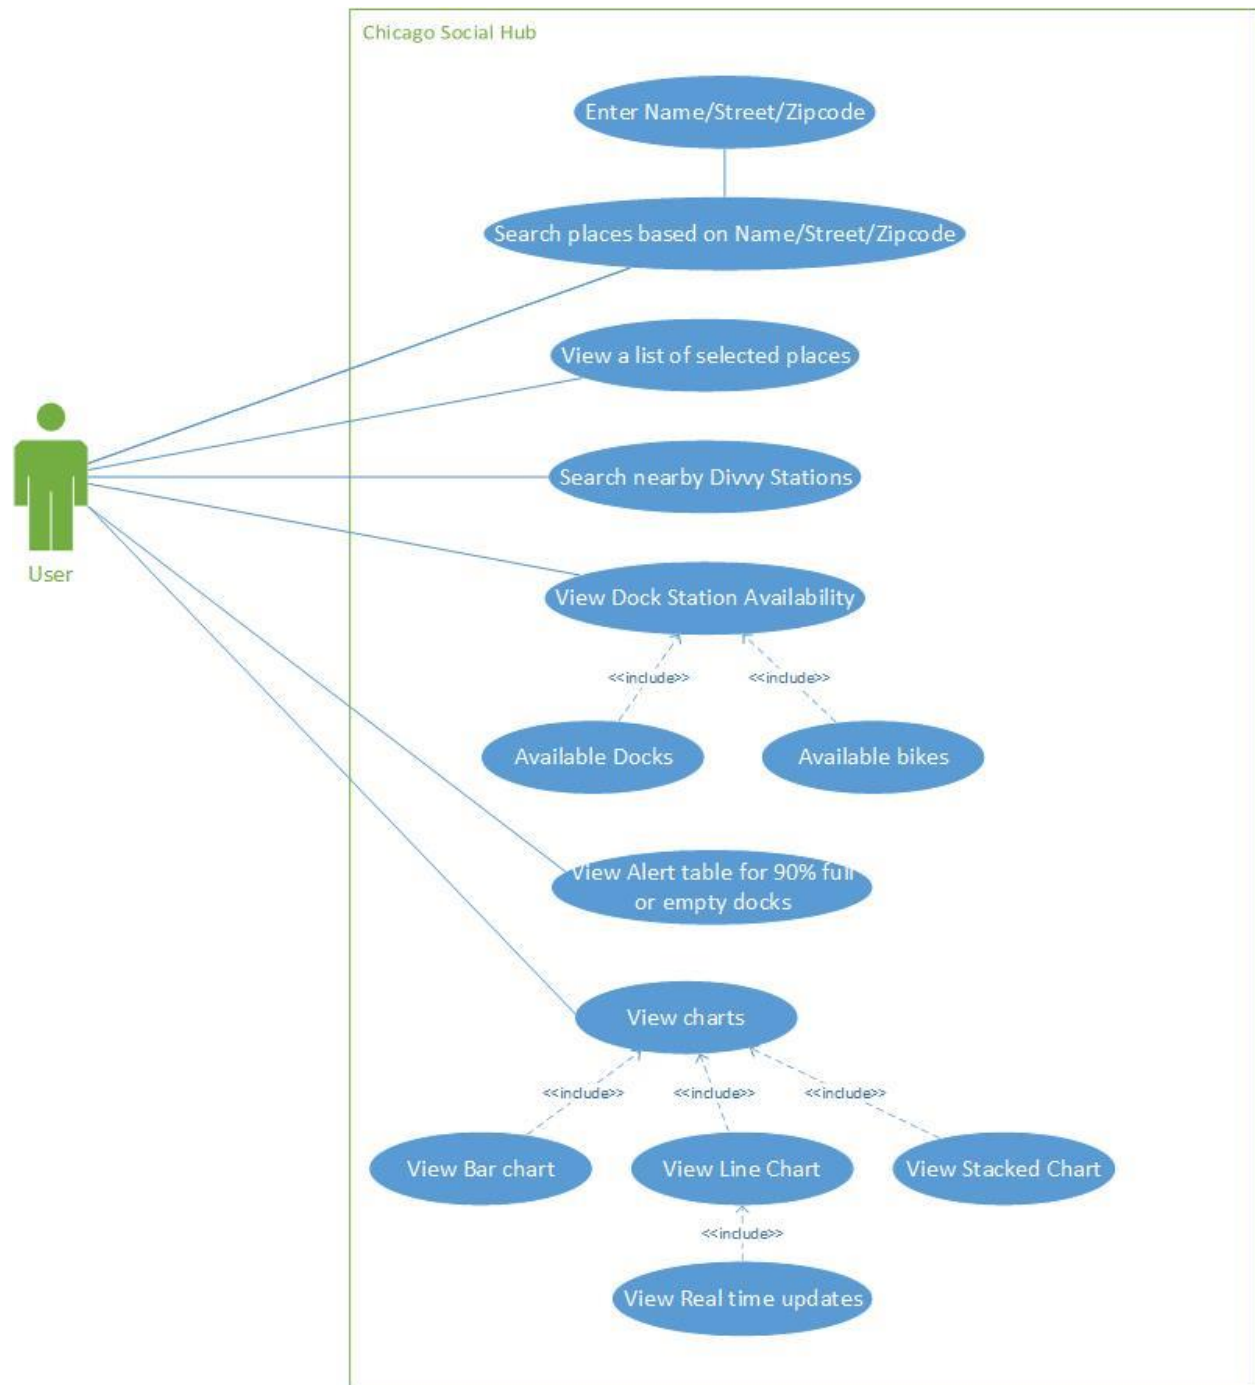 Chicago Social Hub
Enter Name/Street/Zipcode
Search places based on Name/Street/Zipcode
View a list of selected places
Search nearby Divvy Stations
User
View Dock Station Availability
<<include>>
<<include>>
Available Docks
Available bikes
View Alert table for 90% full
or empty docks
View charts
<<include>>
<<include>>
<<include>>
View Bar chart
View Line Chart
View Stacked Chart
<<include>>
View Real time updates